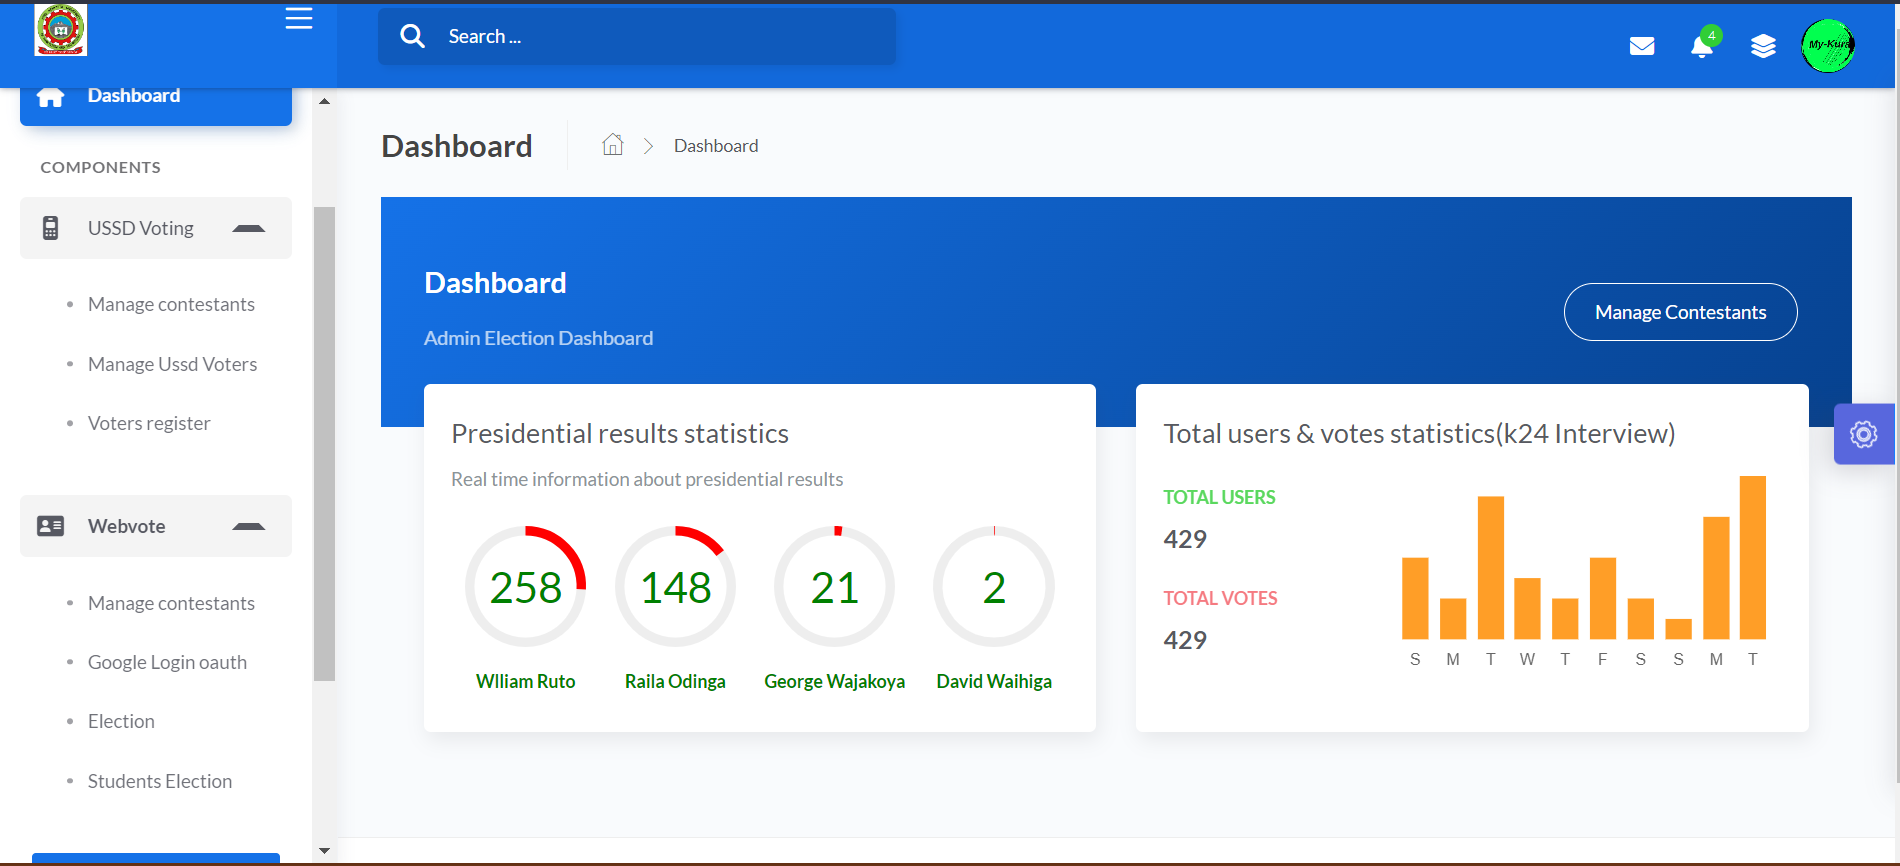 Search ...
4
My-Kura
Dashboard
COMPONENTS
USSD Voting
Manage contestants
Manage Ussd Voters
Voters register
Webvote
Manage contestants
Google Login oauth
Election
Students Election
Dashboard
Dashboard
Dashboard
Admin Election Dashboard
Manage Contestants
Presidential results statistics
Real time information about presidential results
258 148 21 2
Wlliam Ruto Raila Odinga George Wajakoya David Waihiga
Total users & votes statistics(k24 Interview)
TOTAL USERS
429
TOTAL VOTES
429
S M T W T F S S M T